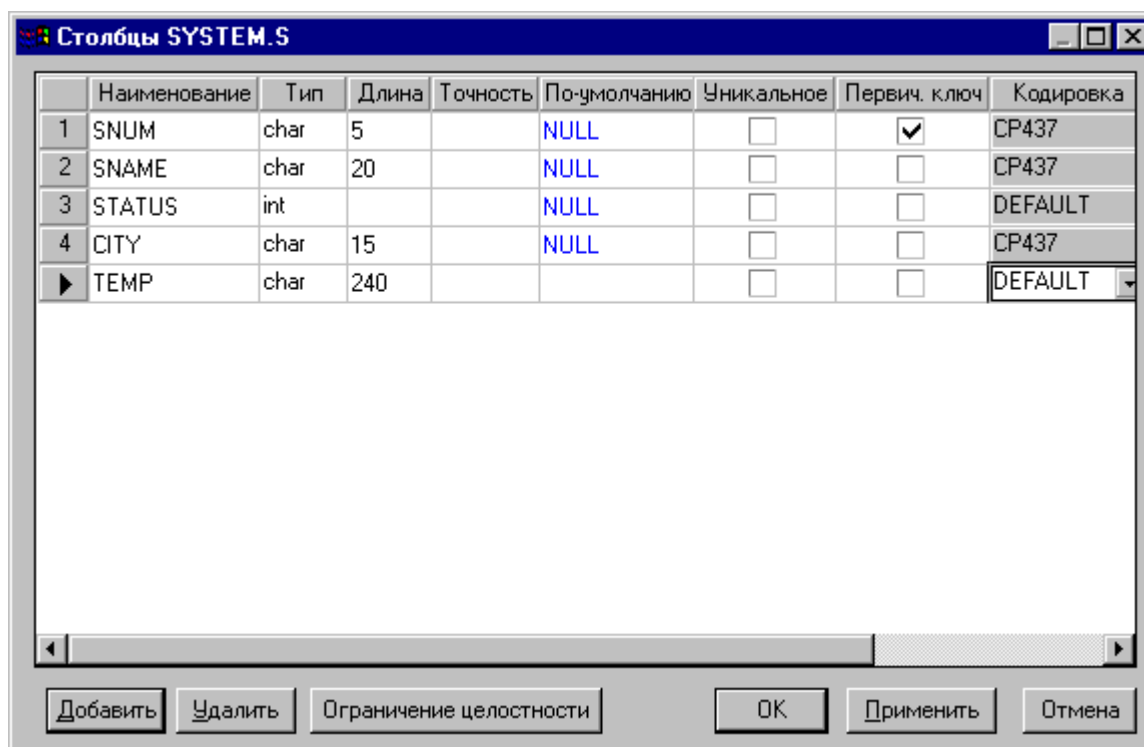 Столбцы SYSTEM.S
Наименование Тип Длина Точность По-умолчанию Уникальное Первич. ключ Кодировка
1 SNUM char 5 NULL CP437
2 SNAME char 20 NULL CP437
3 STATUS int NULL DEFAULT
4 CITY char 15 NULL CP437
TEMP char 240 DEFAULT
Добавить Удалить Ограничение целостности OK Применить Отмена